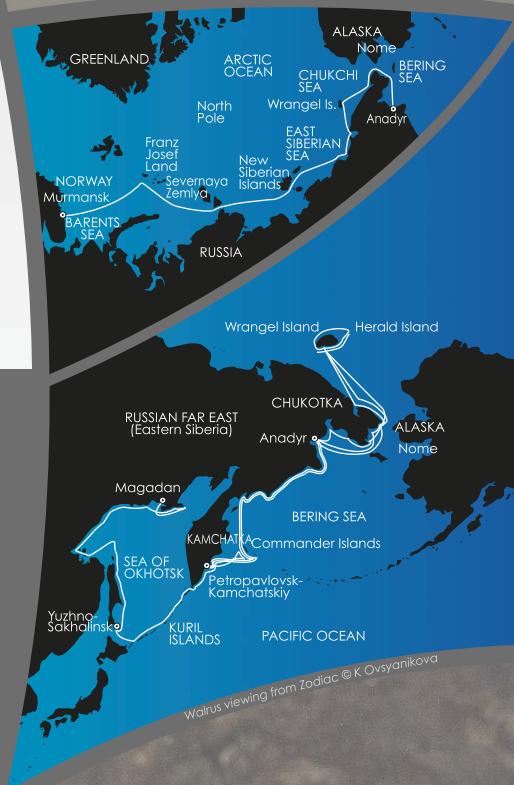 ALASKA
Nome
GREENLAND
ARCTIC
OCEAN
BERING
SEA
CHUKCHI
SEA
Wrangel Is.
North
Pole
Anadyr
EAST
SIBERIAN
SEA
Franz
Josef
Land
New
Siberian
Islands
Severnaya
Zemlya
NORWAY
Murmansk
BARENTS
SEA
RUSSIA
Wrangel Island
Herald Island
CHUKOTKA
RUSSIAN FAR EAST
(Eastern Siberia)
Anadyr
ALASKA
Nome
Magadan
BERING SEA
KAMCHATKA
Commander Islands
SEA OF
OKHOTSK
Petropavlovsk-
Kamchatskiy
Yuzhno-
Sakhalinsk
KURIL
ISLANDS
PACIFIC OCEAN
Walrus viewing from Zodiac © K Ovsyanikova